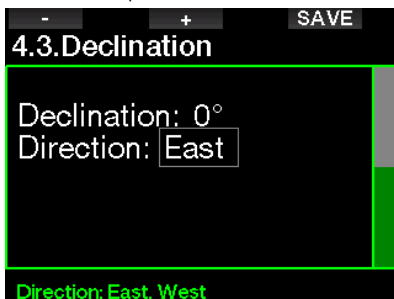 - + SAVE
4.3.Declination
Declination: 0°
Direction: East
Direction: East, West